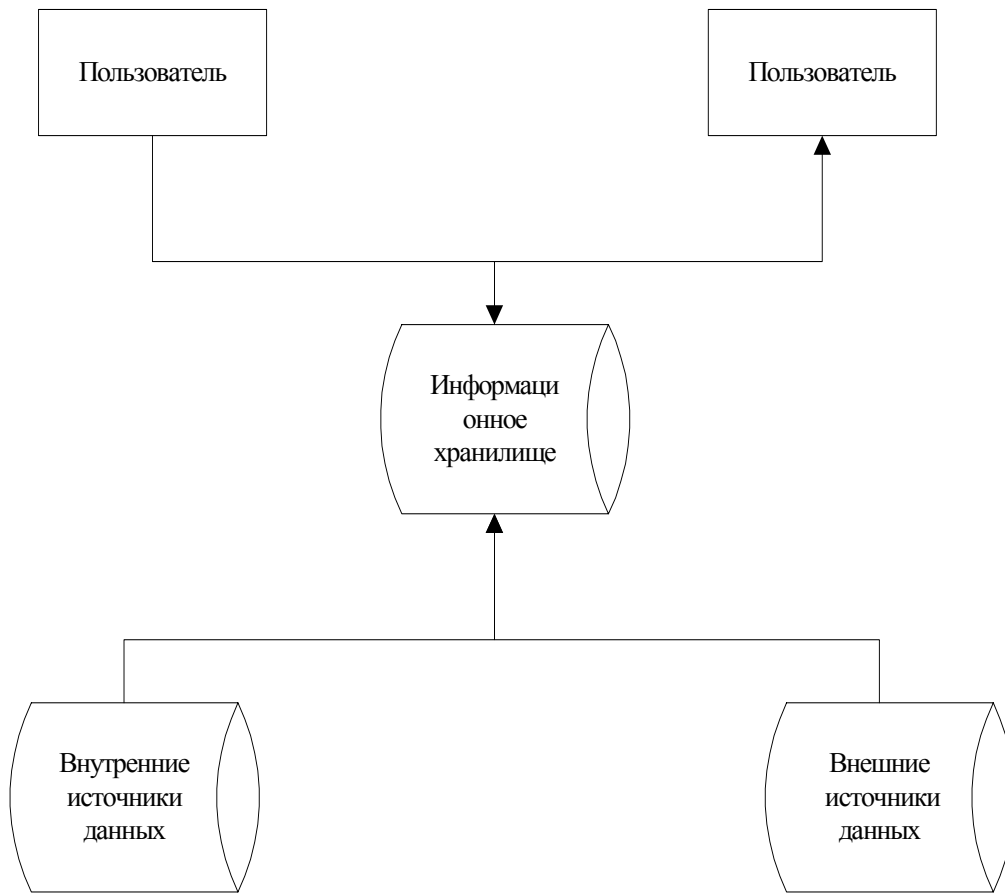 Пользователь
Пользователь
Информаци
онное
хранилище
Внутренние
источники
данных
Внешние
источники
данных